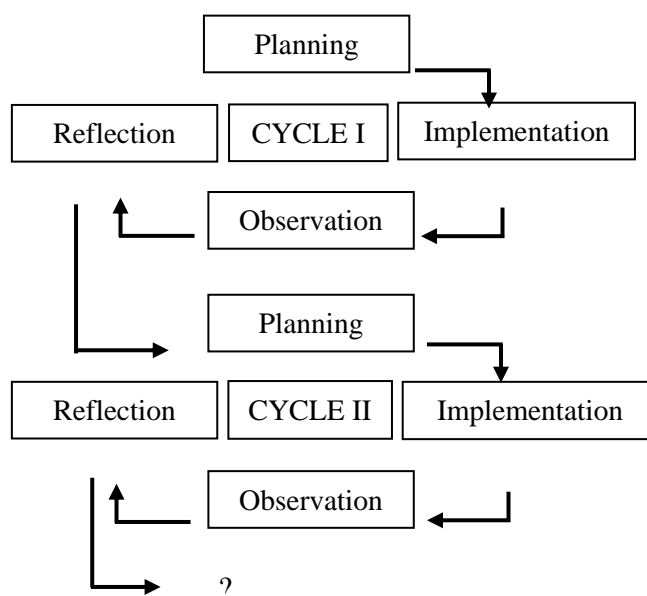 Planning
Reflection CYCLE I Implementation
Observation
Planning
Reflection CYCLE II Implementation
Observation
?